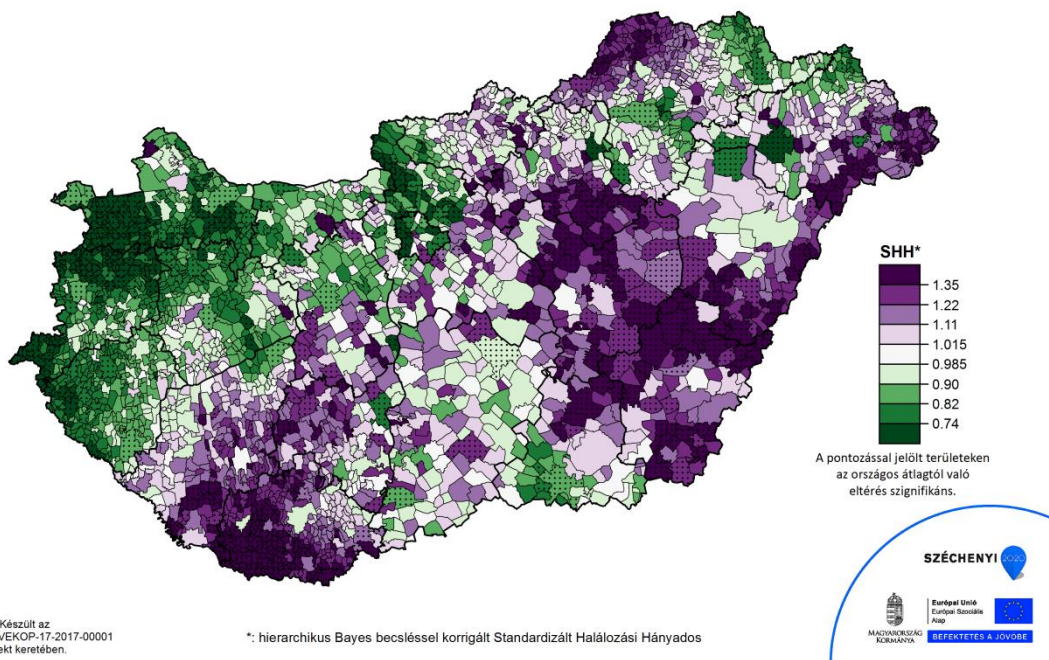 SHH*
1.35
1.22
1.11
1.015
0.985
0.90
0.82
0.74
A pontozással jelölt területeken
az országos átlagtól való
eltérés szignifikáns.
Készült az
VEKOP-17-2017-00001
ekt keretében.
*: hierarchikus Bayes becsléssel korrigált Standardizált Halálozási Hányados
SZÉCHENYI 2020
MAGYARORSZÁG
KORMÁNYA
Európai Unió
Európai Szociális
Alap
BEFEKTETÉS A JÖVŐBE